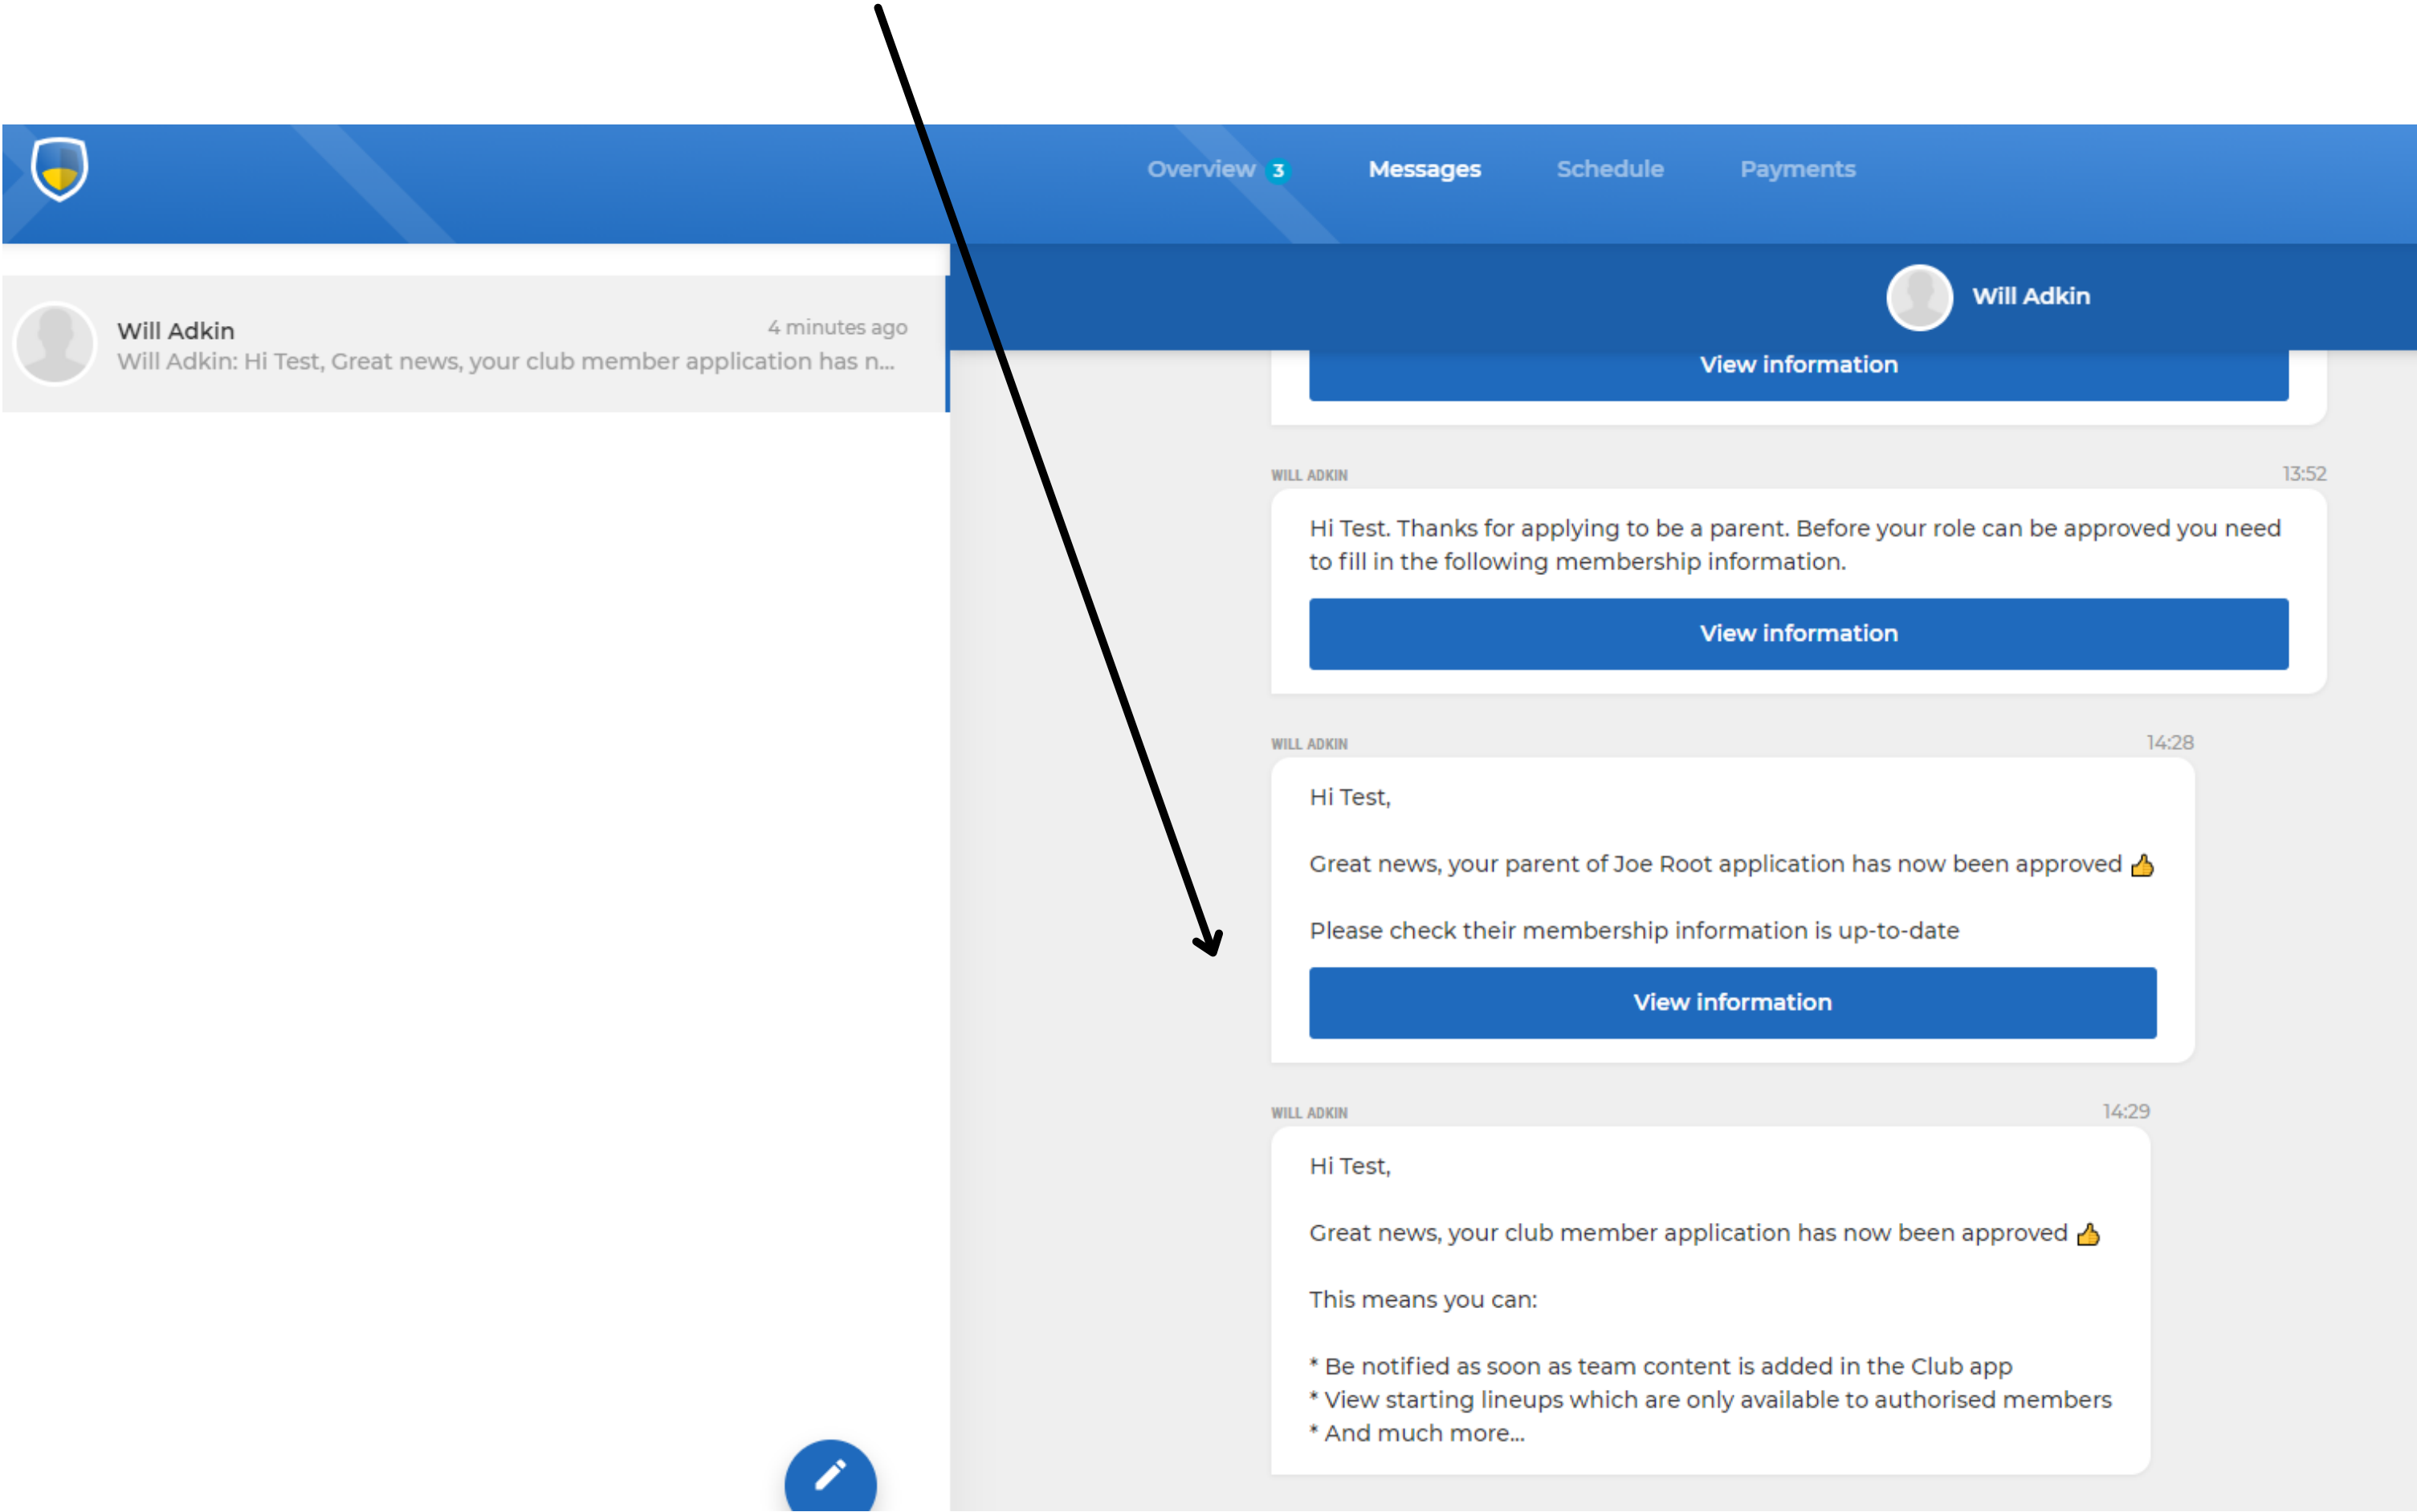 Overview 3 Messages Schedule Payments
Will Adkin
4 minutes ago
Will Adkin: Hi Test, Great news, your club member application has n...
Will Adkin
View information
WILL ADKIN 13:52
Hi Test. Thanks for applying to be a parent. Before your role can be approved you need
to fill in the following membership information.
View information
WILL ADKIN 14:28
Hi Test,
Great news, your parent of Joe Root application has now been approved 👍
Please check their membership information is up-to-date
View information
WILL ADKIN 14:29
Hi Test,
Great news, your club member application has now been approved 👍
This means you can:
* Be notified as soon as team content is added in the Club app
* View starting lineups which are only available to authorised members
* And much more...